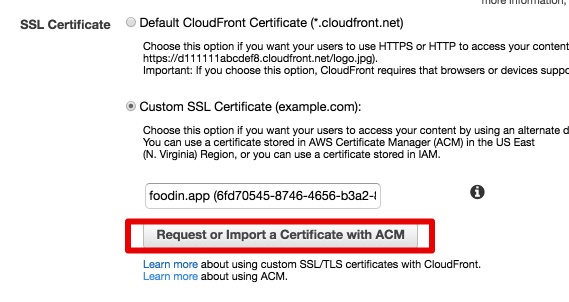 more information,
SSL Certificate
Default CloudFront Certificate (*.cloudfront.net)
Choose this option if you want your users to use HTTPS or HTTP to access your content
https://d111111abcdef8.cloudfront.net/logo.jpg).
Important: If you choose this option, CloudFront requires that browsers or devices
Custom SSL Certificate (example.com):
Choose this option if you want your users to access your content by using an alternate
You can use a certificate stored in AWS Certificate Manager (ACM) in the US East
(N. Virginia) Region, or you can use a certificate stored in IAM.
foodin.app (6fd70545-8746-4656-b3a2-
Request or Import a Certificate with ACM
Learn more about using custom SSL/TLS certificates with CloudFront.
Learn more about using ACM.